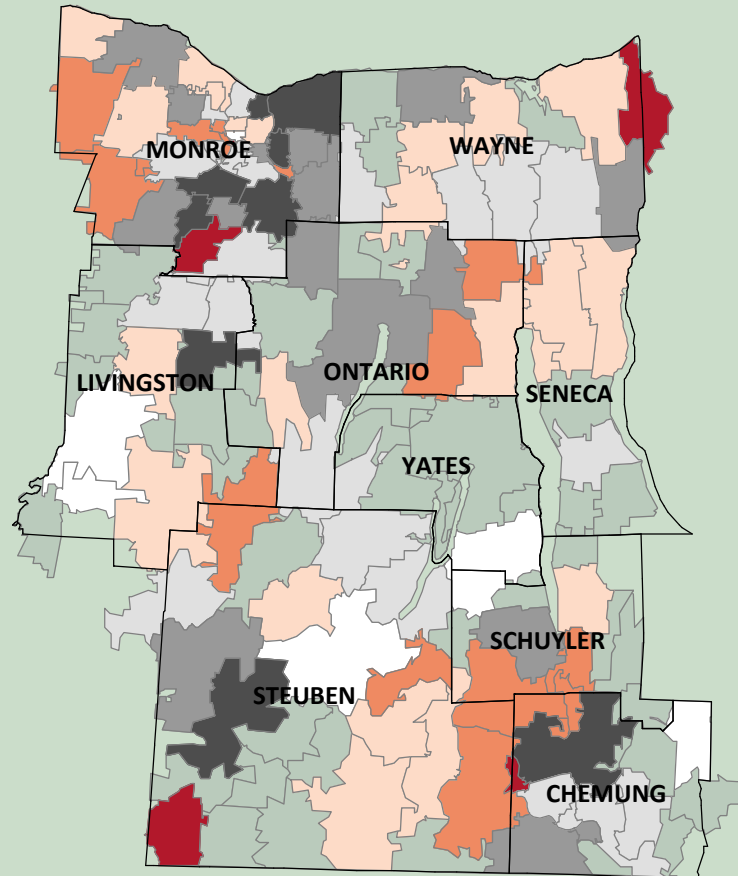 MONROE
WAYNE
LIVINGSTON
ONTARIO
SENECA
YATES
SCHUYLER
STEUBEN
CHEMUNG